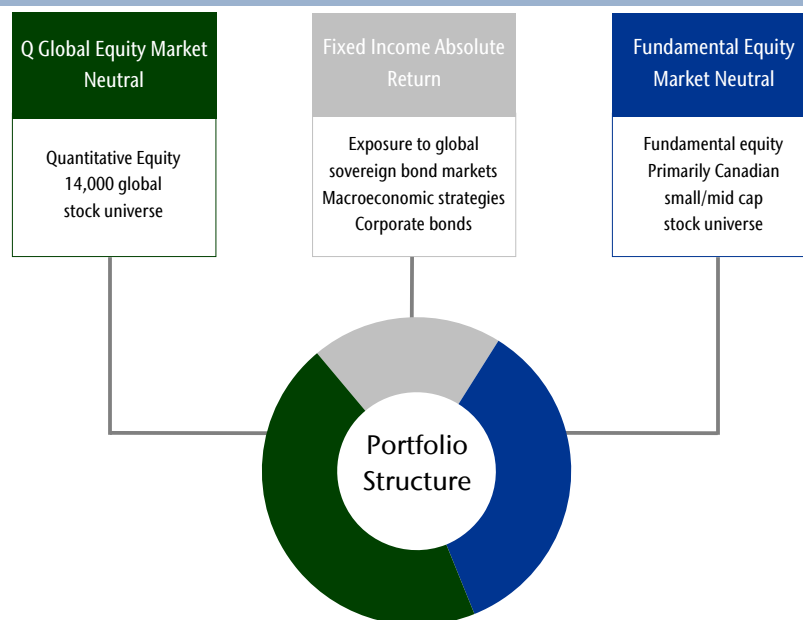 Q Global Equity Market
Neutral
Quantitative Equity
14,000 global
stock universe
Fixed Income Absolute
Return
Exposure to global
sovereign bond markets
Macroeconomic strategies
Corporate bonds
Fundamental Equity
Market Neutral
Fundamental equity
Primarily Canadian
small/mid cap
stock universe
Portfolio
Structure